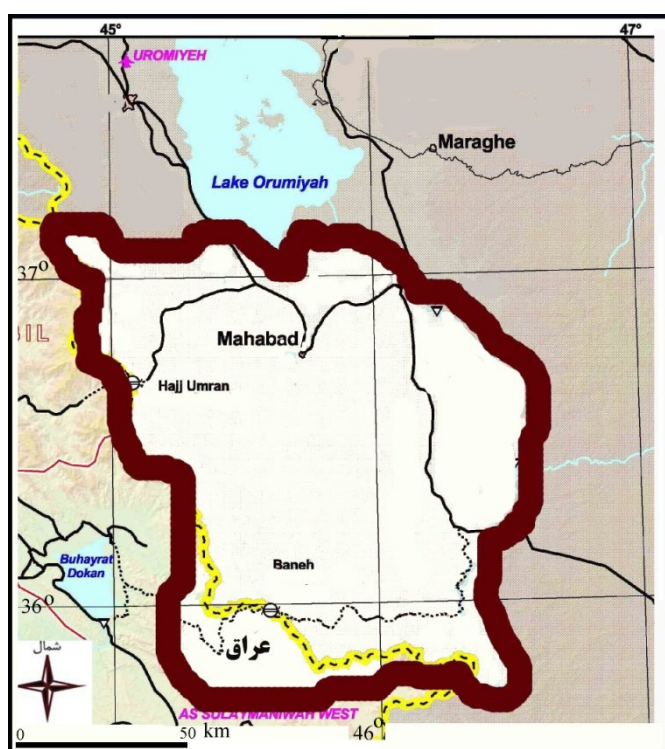 45°
47°
UROMIYEH
Maraghe
Lake Orumiyah
37°
BIL
Mahabad
Hajj Umran
Buhayrat
Dokan
Baneh
36°
عراق
شمال
AS SULAYMANIYAH WEST
46°
0
50 km